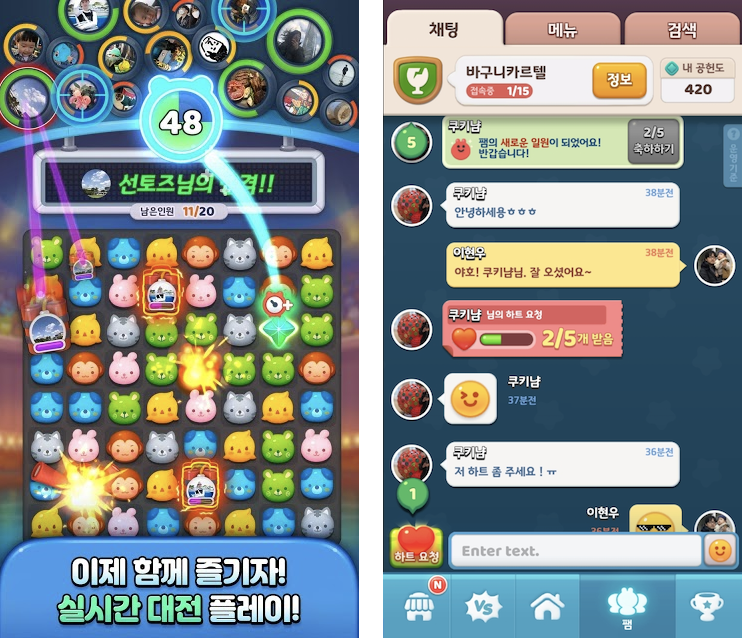 48
선토즈님의
남은인원 11/20
이제 함께 즐기자!
실시간 대전 플레이!
채팅
메뉴
검색
바구니카르텔
접속중 1/15
정보
내 공헌도
420
5
쿠키냠
팸의 새로운 일원이 되었어요!
반갑습니다!
2/5
축하하기
운영기준
쿠키냠
38분전
안녕하세용ㅎㅎㅎ
이현우
38분전
야호! 쿠키냠님. 잘 오셨어요~
쿠키냠 님의 하트 요청
2/5개 받음
쿠키냠
37분전
쿠키냠
36분전
저 하트 좀 주세요! ㅠ
1
이현우
36분전
하트 요청
Enter text.
N
VS
팸